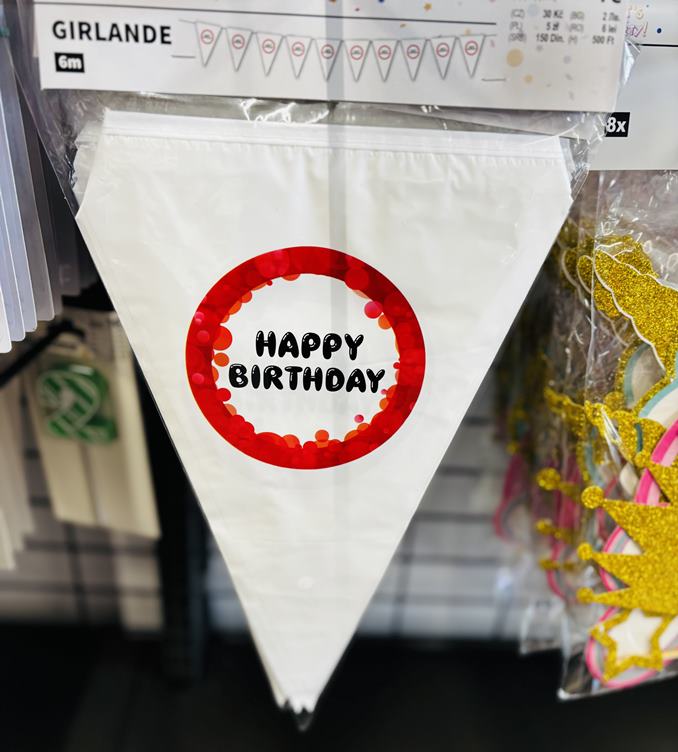 GIRLANDE
6m
(CZ) 30 Kč (BG) 2 Лв.
(PL) 5 zł (RO) 6 lei
(SRB) 150 Din. (H) 500 Ft
8x
HAPPY
BIRTHDAY